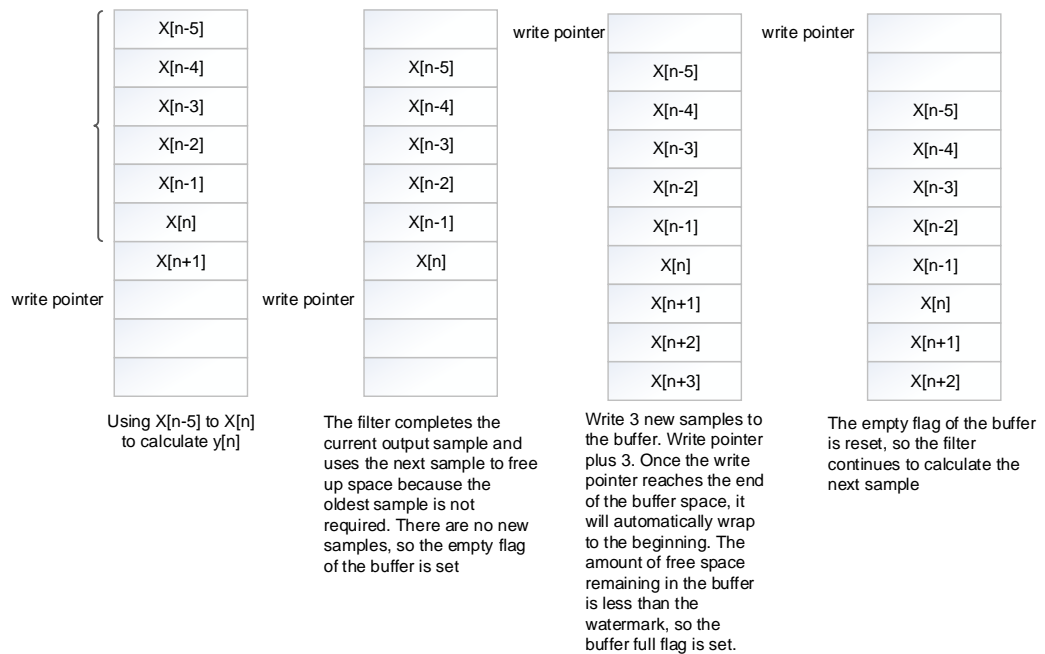 X[n-5]
X[n-4]
X[n-3]
X[n-2]
X[n-1]
X[n]
X[n+1]
write pointer
Using X[n-5] to X[n]
to calculate y[n]
X[n-5]
X[n-4]
X[n-3]
X[n-2]
X[n-1]
X[n]
write pointer
The filter completes the
current output sample and
uses the next sample to free
up space because the
oldest sample is not
required. There are no new
samples, so the empty flag
of the buffer is set
write pointer
X[n-5]
X[n-4]
X[n-3]
X[n-2]
X[n-1]
X[n]
X[n+1]
X[n+2]
X[n+3]
Write 3 new samples to
the buffer. Write pointer
plus 3. Once the write
pointer reaches the end
of the buffer space, it
will automatically wrap
to the beginning. The
amount of free space
remaining in the buffer
is less than the
watermark, so the
buffer full flag is set.
write pointer
X[n-5]
X[n-4]
X[n-3]
X[n-2]
X[n-1]
X[n]
X[n+1]
X[n+2]
The empty flag of the buffer
is reset, so the filter
continues to calculate the
next sample